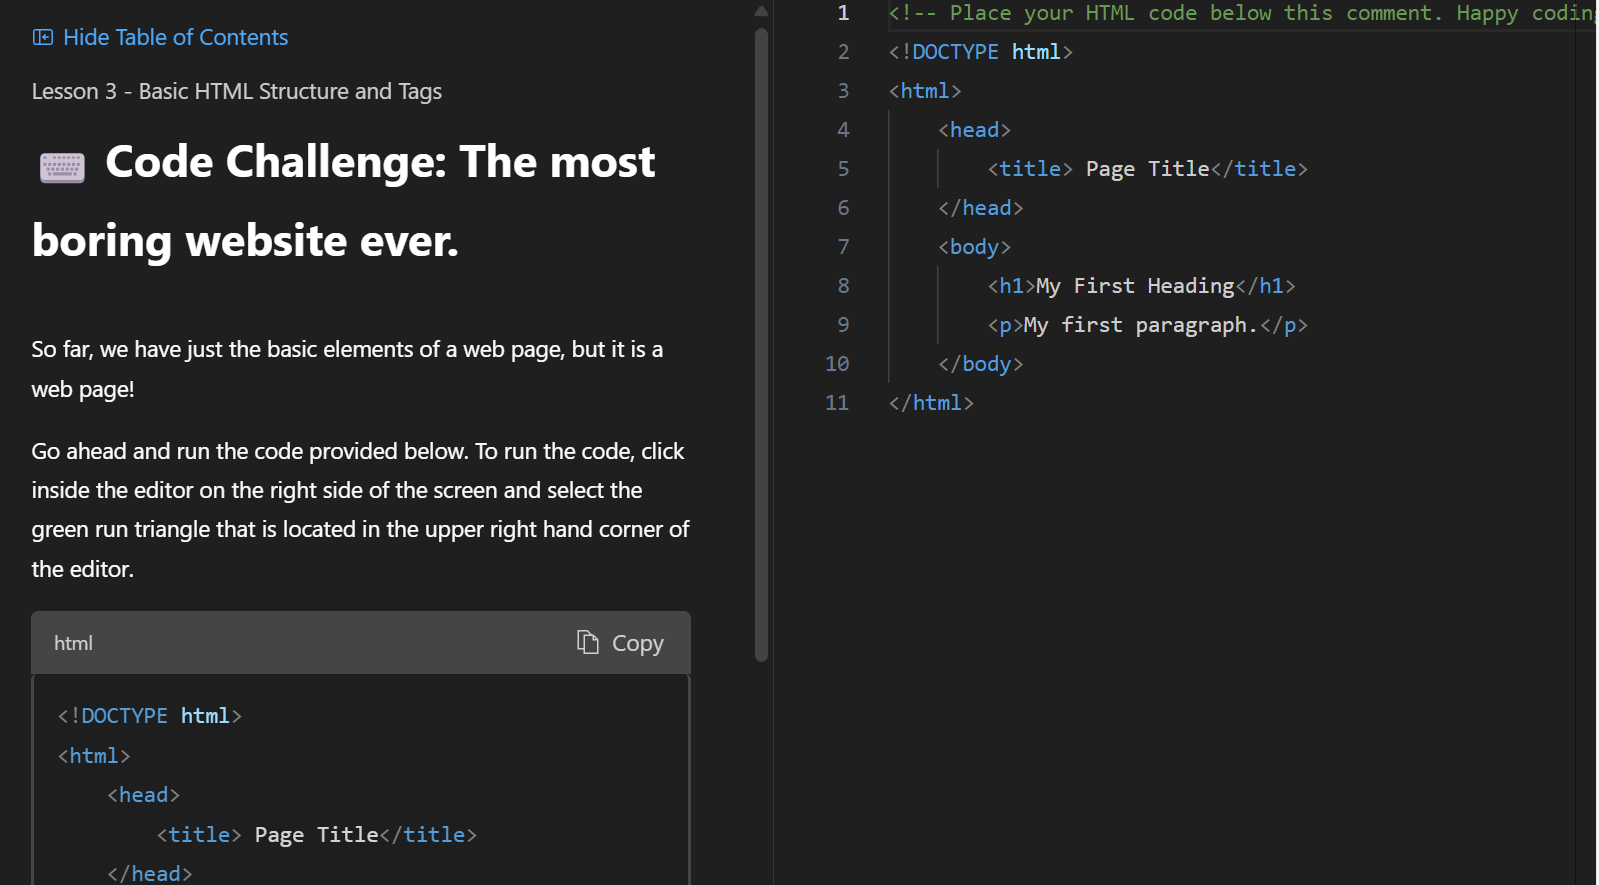 Hide Table of Contents
Lesson 3 - Basic HTML Structure and Tags
Code Challenge: The most
boring website ever.
So far, we have just the basic elements of a web page, but it is a
web page!
Go ahead and run the code provided below. To run the code, click
inside the editor on the right side of the screen and select the
green run triangle that is located in the upper right hand corner of
the editor.
html
Copy
<!DOCTYPE html>
<html>
<head>
<title> Page Title</title>
</head>
1 <!-- Place your HTML code below this comment. Happy coding
2 <!DOCTYPE html>
3 <html>
4 <head>
5 <title> Page Title</title>
6 </head>
7 <body>
8 <h1>My First Heading</h1>
9 <p>My first paragraph.</p>
10 </body>
11 </html>